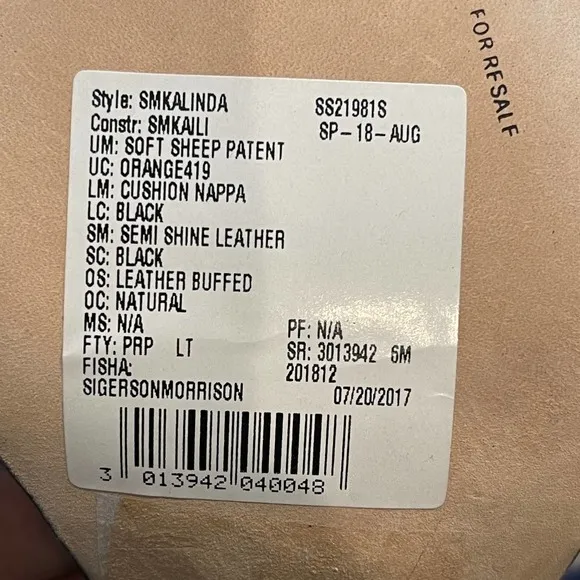 FOR RESALE
Style: SMKALINDA SS21981S
Constr: SMKAILI SP-18-AUG
UM: SOFT SHEEP PATENT
UC: ORANGE419
LM: CUSHION NAPPA
LC: BLACK
SM: SEMI SHINE LEATHER
SC: BLACK
OS: LEATHER BUFFED
OC: NATURAL
MS: N/A PF: N/A
FTY: PRP LT SR: 3013942 6M
FISHA: 201812
SIGERSONMORRISON 07/20/2017
3 013942 040048